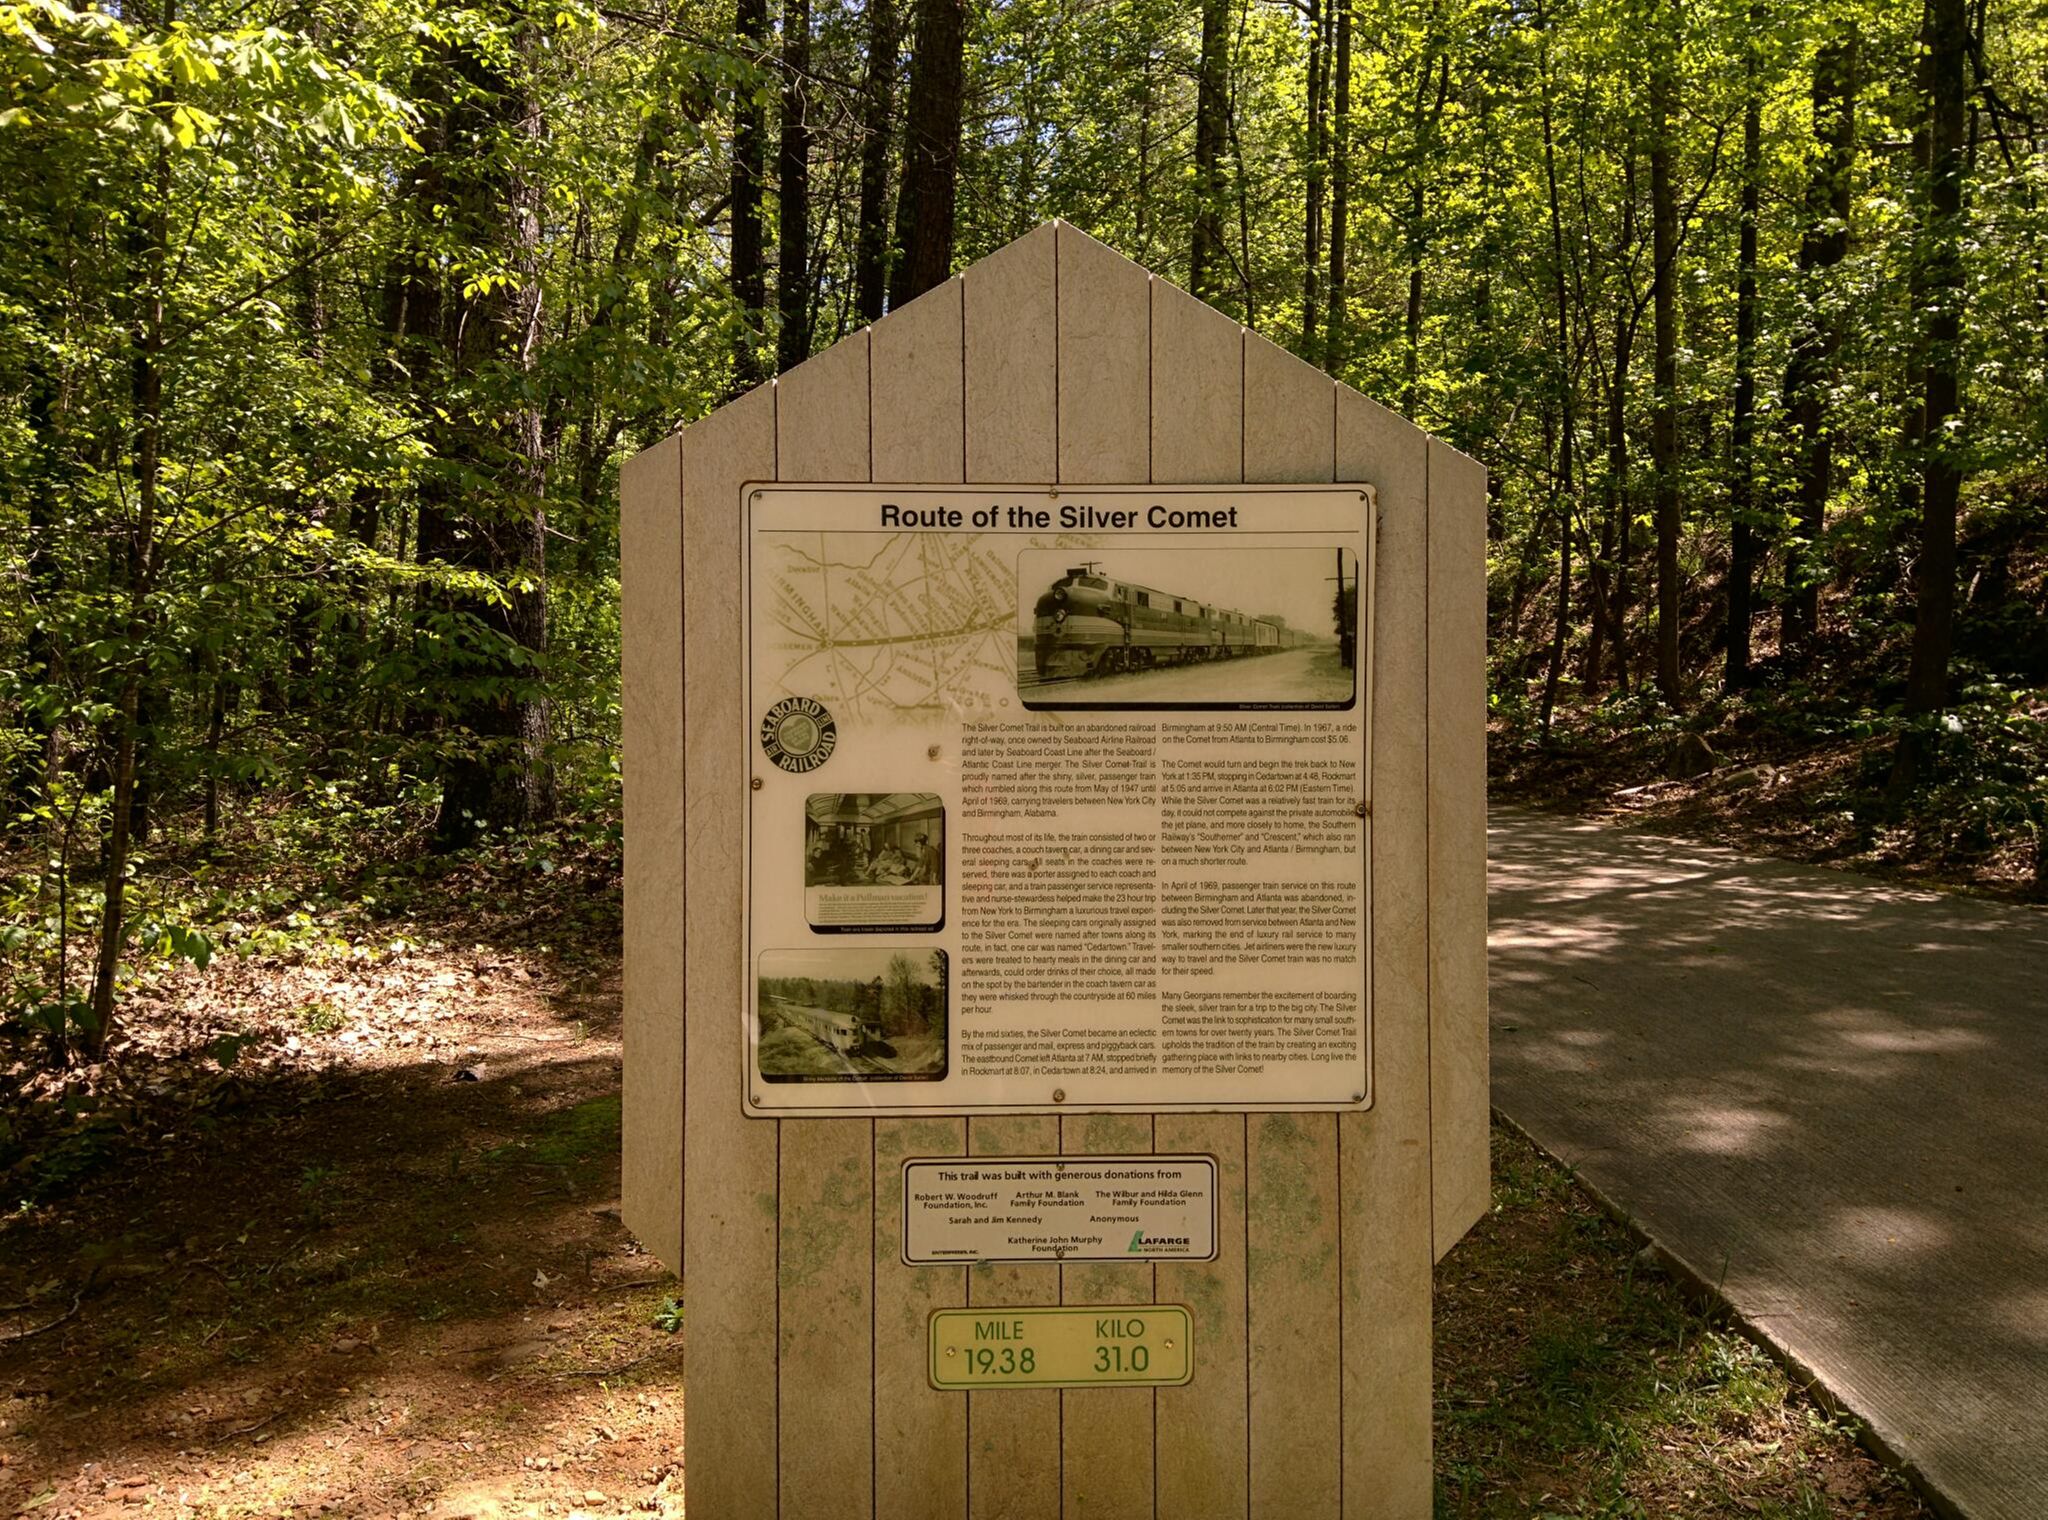 Route of the Silver Comet
BIRMINGHAM
ATLANTA
SEABOARD
RAILROAD
Silver Comet Train (collection of David Salter)
The Silver Comet Trail is built on an abandoned railroad
right-of-way, once owned by Seaboard Airline Railroad
and later by Seaboard Coast Line after the Seaboard /
Atlantic Coast Line merger. The Silver Comet Trail is
proudly named after the shiny, silver, passenger train
which rumbled along this route from May of 1947 until
April of 1969, carrying travelers between New York City
and Birmingham, Alabama.
Throughout most of its life, the train consisted of two or
three coaches, a couch tavern car, a dining car and sev-
eral sleeping cars. All seats in the coaches were re-
served, there was a porter assigned to each coach and
sleeping car, and a train passenger service representa-
tive and nurse-stewardess helped make the 23 hour trip
from New York to Birmingham a luxurious travel experi-
ence for the era. The sleeping cars originally assigned
to the Silver Comet were named after towns along its
route, in fact, one car was named "Cedartown." Travel-
ers were treated to hearty meals in the dining car and
afterwards, could order drinks of their choice, all made
on the spot by the bartender in the coach tavern car as
they were whisked through the countryside at 60 miles
per hour.
By the mid sixties, the Silver Comet became an eclectic
mix of passenger and mail, express and piggyback cars.
The eastbound Comet left Atlanta at 7 AM, stopped briefly
in Rockmart at 8:07, in Cedartown at 8:24, and arrived in
Birmingham at 9:50 AM (Central Time). In 1967, a ride
on the Comet from Atlanta to Birmingham cost $5.06.
The Comet would turn and begin the trek back to New
York at 1:35 PM, stopping in Cedartown at 4:48, Rockmart
at 5:05 and arrive in Atlanta at 6:02 PM (Eastern Time).
While the Silver Comet was a relatively fast train for its
day, it could not compete against the private automobile,
the jet plane, and more closely to home, the Southern
Railway's "Southerner" and "Crescent," which also ran
between New York City and Atlanta / Birmingham, but
on a much shorter route.
In April of 1969, passenger train service on this route
between Birmingham and Atlanta was abandoned, in-
cluding the Silver Comet. Later that year, the Silver Comet
was also removed from service between Atlanta and New
York, marking the end of luxury rail service to many
smaller southern cities. Jet airliners were the new luxury
way to travel and the Silver Comet train was no match
for their speed.
Many Georgians remember the excitement of boarding
the sleek, silver train for a trip to the big city. The Silver
Comet was the link to sophistication for many small south-
ern towns for over twenty years. The Silver Comet Trail
upholds the tradition of the train by creating an exciting
gathering place with links to nearby cities. Long live the
memory of the Silver Comet!
Make it a Pullman vacation!
This trail was built with generous donations from
Robert W. Woodruff
Foundation, Inc.
Arthur M. Blank
Family Foundation
The Wilbur and Hilda Glenn
Family Foundation
Sarah and Jim Kennedy
Anonymous
ENTERPRISES, INC.
Katherine John Murphy
Foundation
LAFARGE
NORTH AMERICA
MILE KILO
19.38 31.0